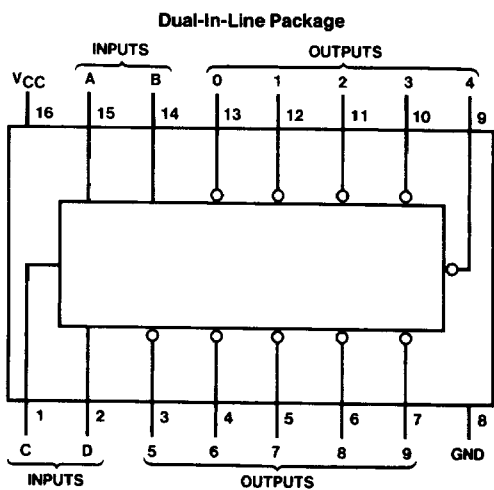 Dual-In-Line Package
INPUTS OUTPUTS
VCC A B 0 1 2 3 4
16 15 14 13 12 11 10 9
1 2 3 4 5 6 7 8
C D 5 6 7 8 9 GND
INPUTS OUTPUTS